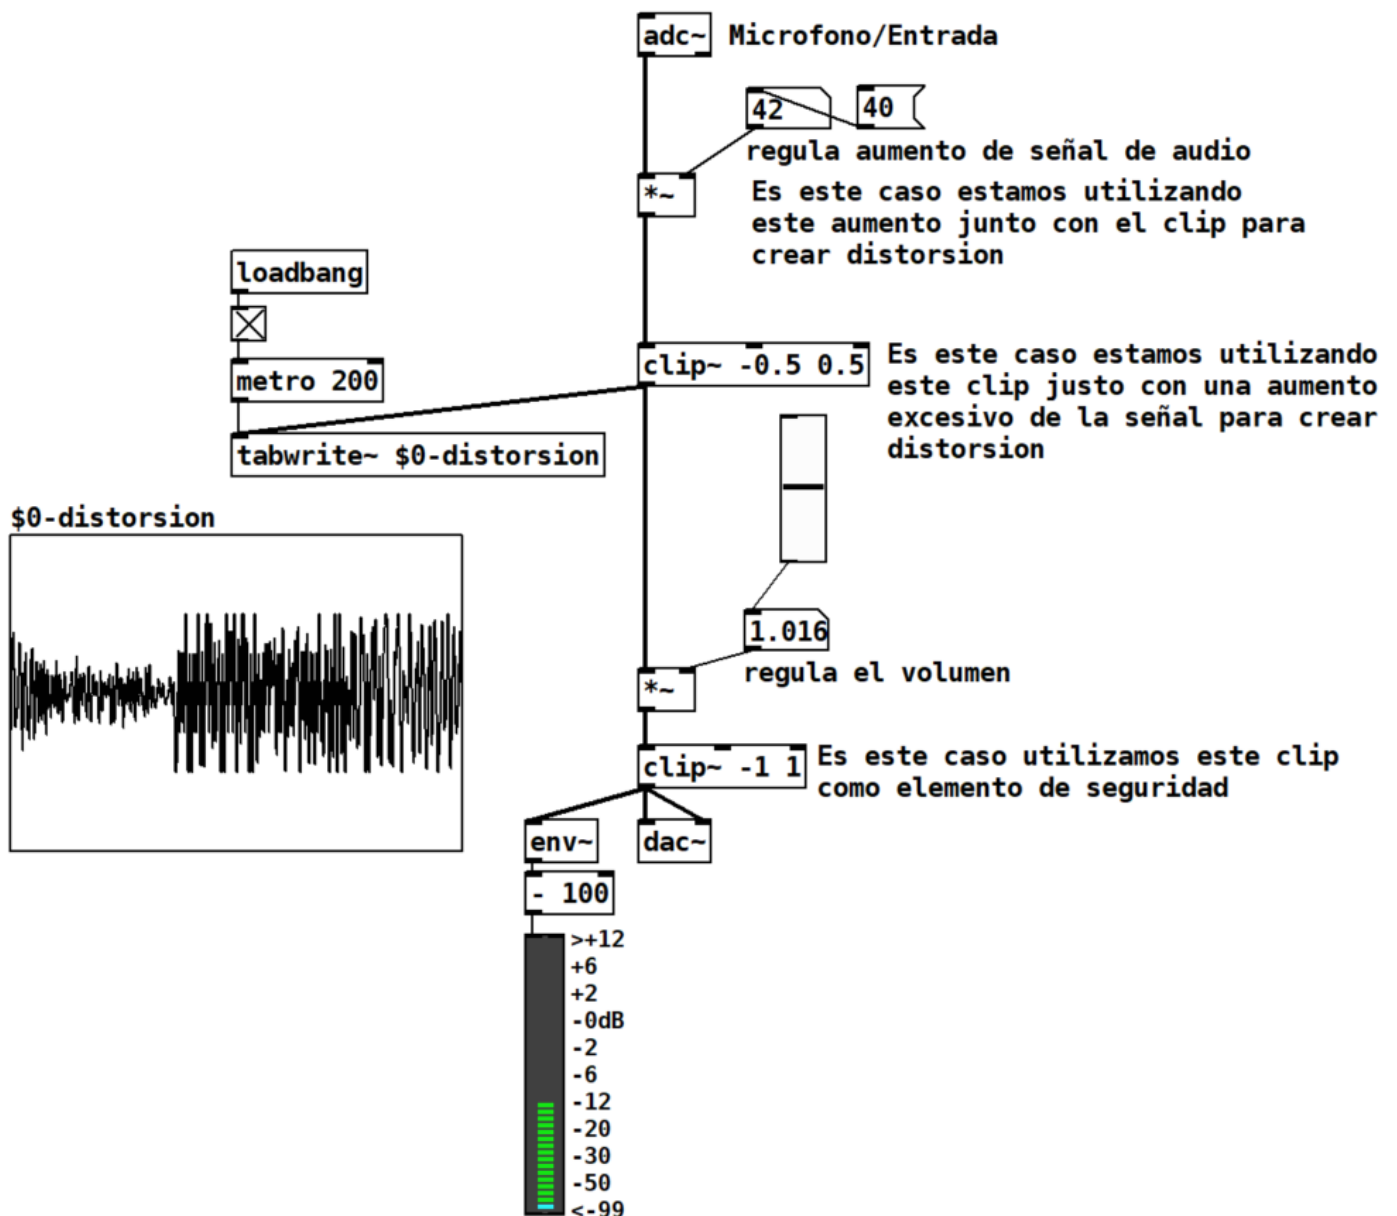 adc~ Microfono/Entrada
42 40
regula aumento de señal de audio
*~
Es este caso estamos utilizando
este aumento junto con el clip para
crear distorsion
loadbang
metro 200
tabwrite~ $0-distorsion
clip~ -0.5 0.5
Es este caso estamos utilizando
este clip justo con una aumento
excesivo de la señal para crear
distorsion
$0-distorsion
1.016
regula el volumen
*~
clip~ -1 1
Es este caso utilizamos este clip
como elemento de seguridad
env~ dac~
- 100
>+12
+6
+2
-0dB
-2
-6
-12
-20
-30
-50
<-99